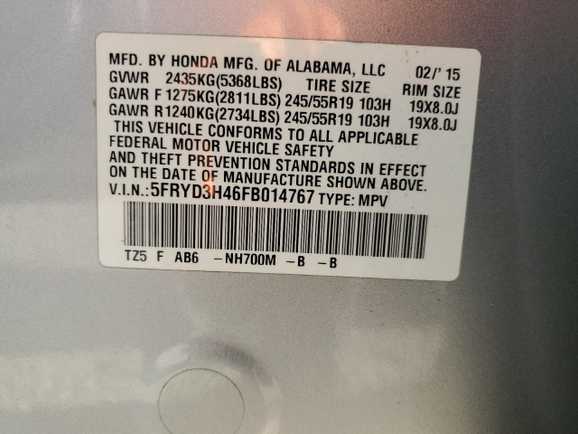 MFD. BY HONDA MFG. OF ALABAMA, LLC 02/'15
GVWR 2435KG(5368LBS) TIRE SIZE RIM SIZE
GAWR F 1275KG(2811LBS) 245/55R19 103H 19X8.0J
GAWR R 1240KG(2734LBS) 245/55R19 103H 19X8.0J
THIS VEHICLE CONFORMS TO ALL APPLICABLE
FEDERAL MOTOR VEHICLE SAFETY
AND THEFT PREVENTION STANDARDS IN EFFECT
ON THE DATE OF MANUFACTURE SHOWN ABOVE.
V.I.N.:5FRYD3H46FB014767 TYPE: MPV
TZ5 F AB6 -NH700M -B -B